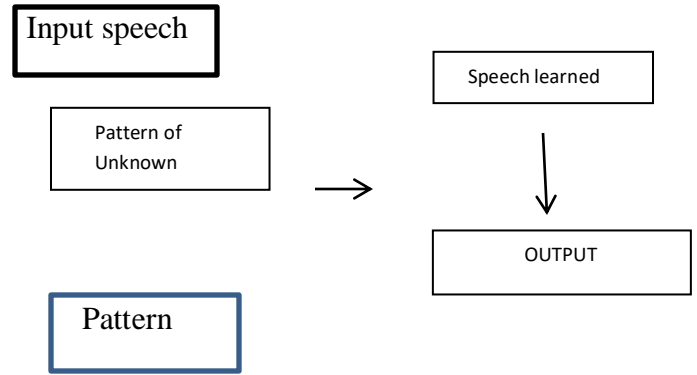 Input speech
Pattern of
Unknown
Pattern
Speech learned
OUTPUT